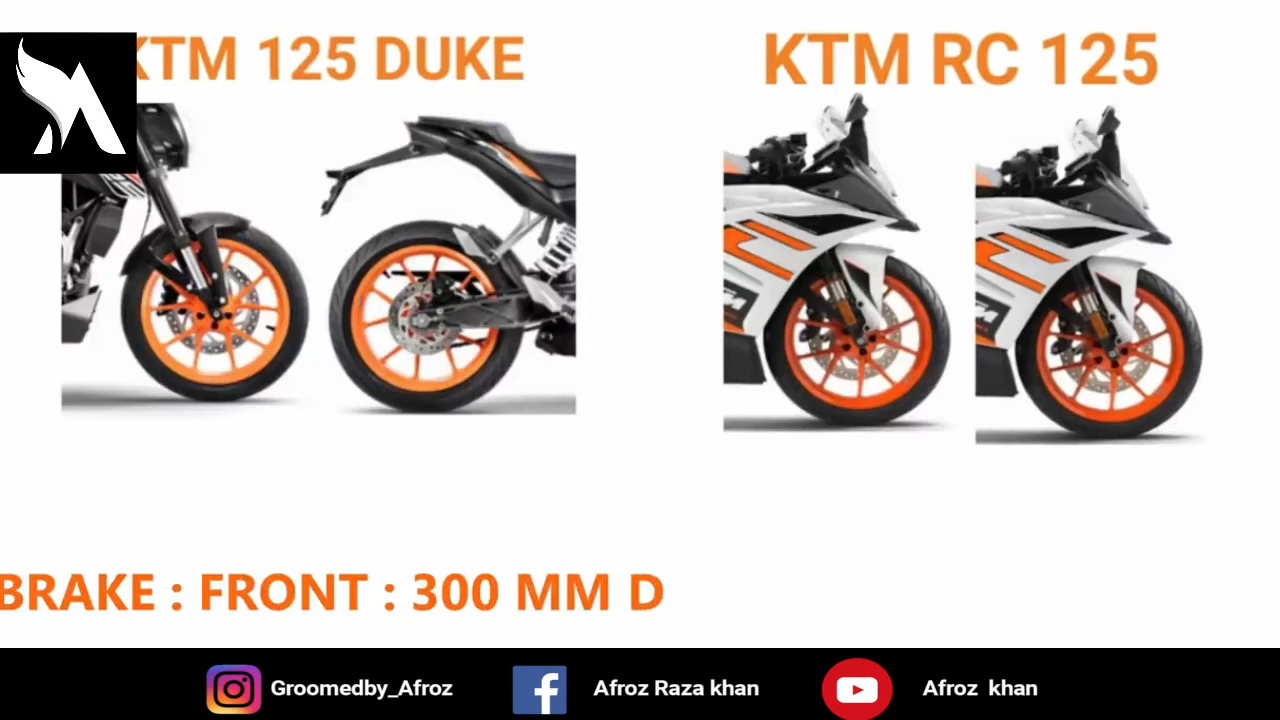 KTM 125 DUKE
KTM RC 125
BRAKE : FRONT : 300 MM D
Groomedby_Afroz
Afroz Raza khan
Afroz khan